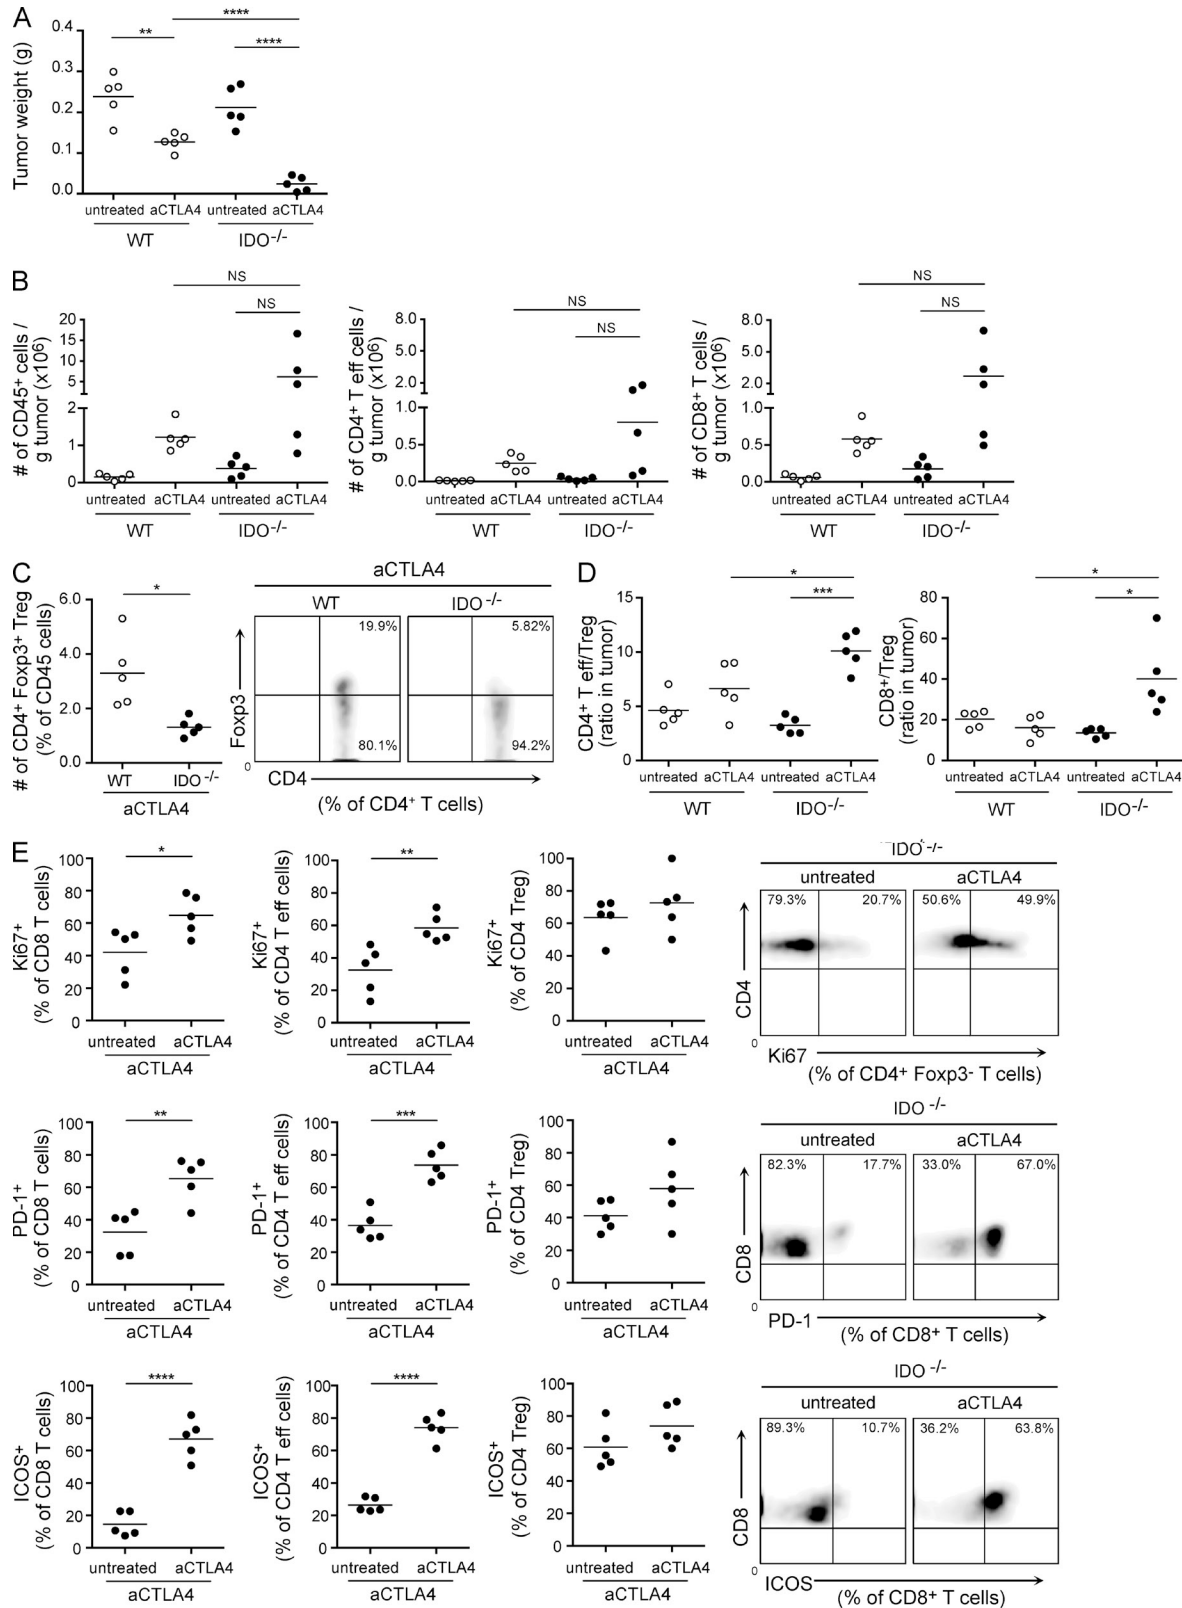 A
Tumor weight (g)
****
**
****
0.4
0.3
0.2
0.1
0.0
untreated aCTLA4 untreated aCTLA4
WT IDO-/-
B
# of CD45+ cells /
g tumor (x10⁶)
NS
NS
20
15
10
5
2
1
0
untreated aCTLA4 untreated aCTLA4
WT IDO-/-
# of CD4+ T eff cells /
g tumor (x10⁶)
NS
NS
8.0
5.0
2.0
1.0
0.5
0.0
untreated aCTLA4 untreated aCTLA4
WT IDO-/-
# of CD8+ T cells /
g tumor (x10⁶)
NS
NS
8.0
5.0
2.0
1.0
0.5
0.0
untreated aCTLA4 untreated aCTLA4
WT IDO-/-
C
# of CD4+ Foxp3+ Treg
(% of CD45 cells)
*
6.0
4.0
2.0
0.0
WT IDO-/-
aCTLA4
aCTLA4
WT IDO-/-
19.9% 5.82%
80.1% 94.2%
Foxp3
0
CD4
(% of CD4+ T cells)
D
CD4+ T eff/Treg
(ratio in tumor)
*
***
15
10
5
0
untreated aCTLA4 untreated aCTLA4
WT IDO-/-
CD8+/Treg
(ratio in tumor)
*
*
80
60
40
20
0
untreated aCTLA4 untreated aCTLA4
WT IDO-/-
E
Ki67+
(% of CD8 T cells)
*
100
80
60
40
20
0
untreated aCTLA4
aCTLA4
Ki67+
(% of CD4 T eff cells)
**
100
80
60
40
20
0
untreated aCTLA4
aCTLA4
Ki67+
(% of CD4 Treg)
100
80
60
40
20
0
untreated aCTLA4
aCTLA4
IDO-/-
untreated aCTLA4
79.3% 20.7% 50.6% 49.9%
CD4
0
Ki67
(% of CD4+ Foxp3- T cells)
PD-1+
(% of CD8 T cells)
**
100
80
60
40
20
0
untreated aCTLA4
aCTLA4
PD-1+
(% of CD4 T eff cells)
***
100
80
60
40
20
0
untreated aCTLA4
aCTLA4
PD-1+
(% of CD4 Treg)
100
80
60
40
20
0
untreated aCTLA4
aCTLA4
IDO -/-
untreated aCTLA4
82.3% 17.7% 33.0% 67.0%
CD8
0
PD-1
(% of CD8+ T cells)
ICOS+
(% of CD8 T cells)
****
100
80
60
40
20
0
untreated aCTLA4
aCTLA4
ICOS+
(% of CD4 T eff cells)
****
100
80
60
40
20
0
untreated aCTLA4
aCTLA4
ICOS+
(% of CD4 Treg)
100
80
60
40
20
0
untreated aCTLA4
aCTLA4
IDO -/-
untreated aCTLA4
89.3% 10.7% 36.2% 63.8%
CD8
0
ICOS
(% of CD8+ T cells)